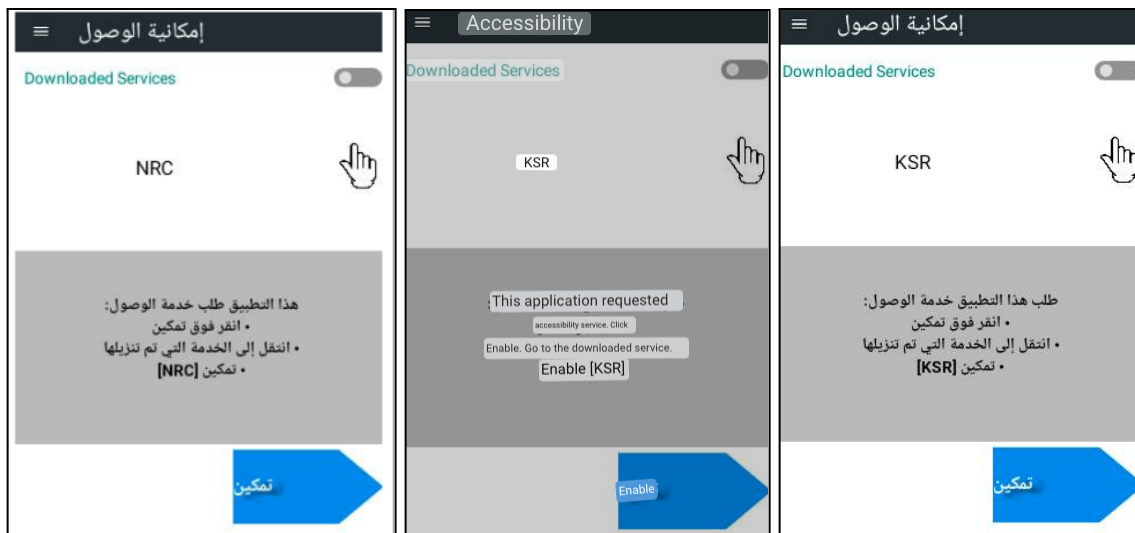 إمكانية الوصول
Downloaded Services
NRC
هذا التطبيق طلب خدمة الوصول:
• انقر فوق تمكين
• انتقل إلى الخدمة التي تم تنزيلها
• تمكين [NRC]
تمكين
Accessibility
Downloaded Services
KSR
This application requested
accessibility service. Click
Enable. Go to the downloaded service.
Enable [KSR]
Enable
إمكانية الوصول
Downloaded Services
KSR
طلب هذا التطبيق خدمة الوصول:
• انقر فوق تمكين
• انتقل إلى الخدمة التي تم تنزيلها
• تمكين [KSR]
تمكين